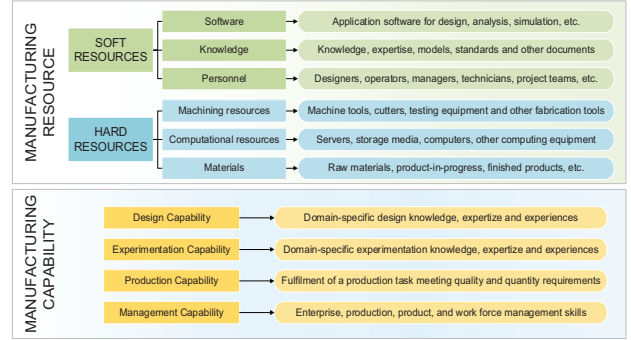 MANUFACTURING
RESOURCE
SOFT
RESOURCES
Software
Application software for design, analysis, simulation, etc.
Knowledge
Knowledge, expertise, models, standards and other documents
Personnel
Designers, operators, managers, technicians, project teams, etc.
HARD
RESOURCES
Machining resources
Machine tools, cutters, testing equipment and other fabrication tools
Computational resources
Servers, storage media, computers, other computing equipment
Materials
Raw materials, product-in-progress, finished products, etc.
MANUFACTURING
CAPABILITY
Design Capability
Domain-specific design knowledge, expertize and experiences
Experimentation Capability
Domain-specific experimentation knowledge, expertize and experiences
Production Capability
Fulfilment of a production task meeting quality and quantity requirements
Management Capability
Enterprise, production, product, and work force management skills